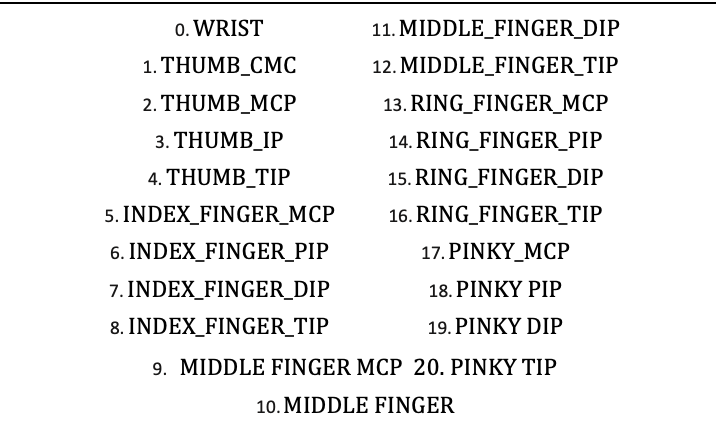 0. WRIST
1. THUMB_CMC
2. THUMB_MCP
3. THUMB_IP
4. THUMB_TIP
5. INDEX_FINGER_MCP
6. INDEX_FINGER_PIP
7. INDEX_FINGER_DIP
8. INDEX_FINGER_TIP
9. MIDDLE FINGER MCP 20. PINKY TIP
10. MIDDLE FINGER
11. MIDDLE_FINGER_DIP
12. MIDDLE_FINGER_TIP
13. RING_FINGER_MCP
14. RING_FINGER_PIP
15. RING_FINGER_DIP
16. RING_FINGER_TIP
17. PINKY_MCP
18. PINKY PIP
19. PINKY DIP